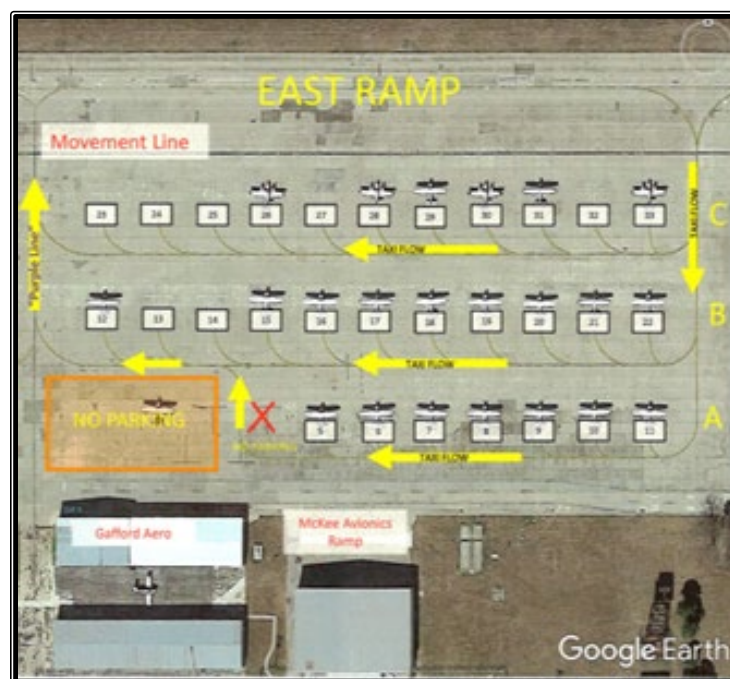 EAST RAMP
Movement Line
23 24 25 26 27 28 29 30 31 32 33
C
TAXI FLOW
TAXI FLOW
"Purple Line"
12 13 14 15 16 17 18 19 20 21 22
B
TAXI FLOW
NO PARKING
X
5 6 7 8 9 10 11
A
TAXI FLOW
Gafford Aero
McKee Avionics
Ramp
Google Earth